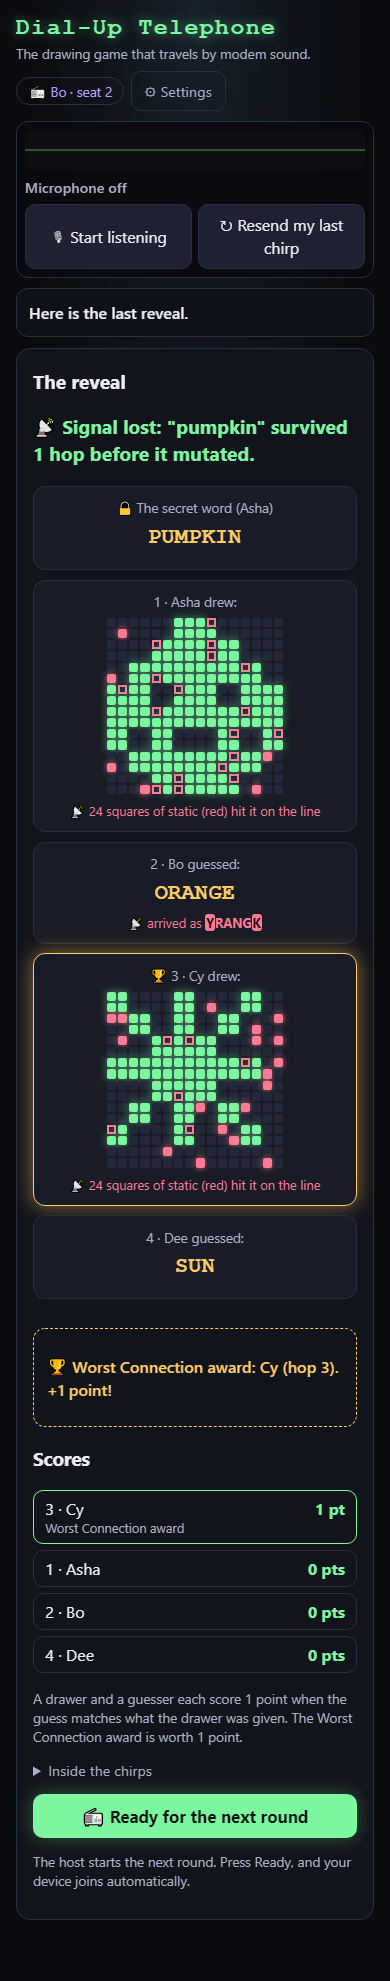 Dial-Up Telephone
The drawing game that travels by modem sound.
Bo · seat 2
⚙ Settings
Microphone off
Start listening
↻ Resend my last
chirp
Here is the last reveal.
The reveal
Signal lost: "pumpkin" survived
1 hop before it mutated.
The secret word (Asha)
PUMPKIN
1 · Asha drew:
24 squares of static (red) hit it on the line
2 · Bo guessed:
ORANGE
arrived as YRANGK
3 · Cy drew:
24 squares of static (red) hit it on the line
4 · Dee guessed:
SUN
Worst Connection award: Cy (hop 3).
+1 point!
Scores
3 · Cy 1 pt
Worst Connection award
1 · Asha 0 pts
2 · Bo 0 pts
4 · Dee 0 pts
A drawer and a guesser each score 1 point when the
guess matches what the drawer was given. The Worst
Connection award is worth 1 point.
▶ Inside the chirps
Ready for the next round
The host starts the next round. Press Ready, and your
device joins automatically.